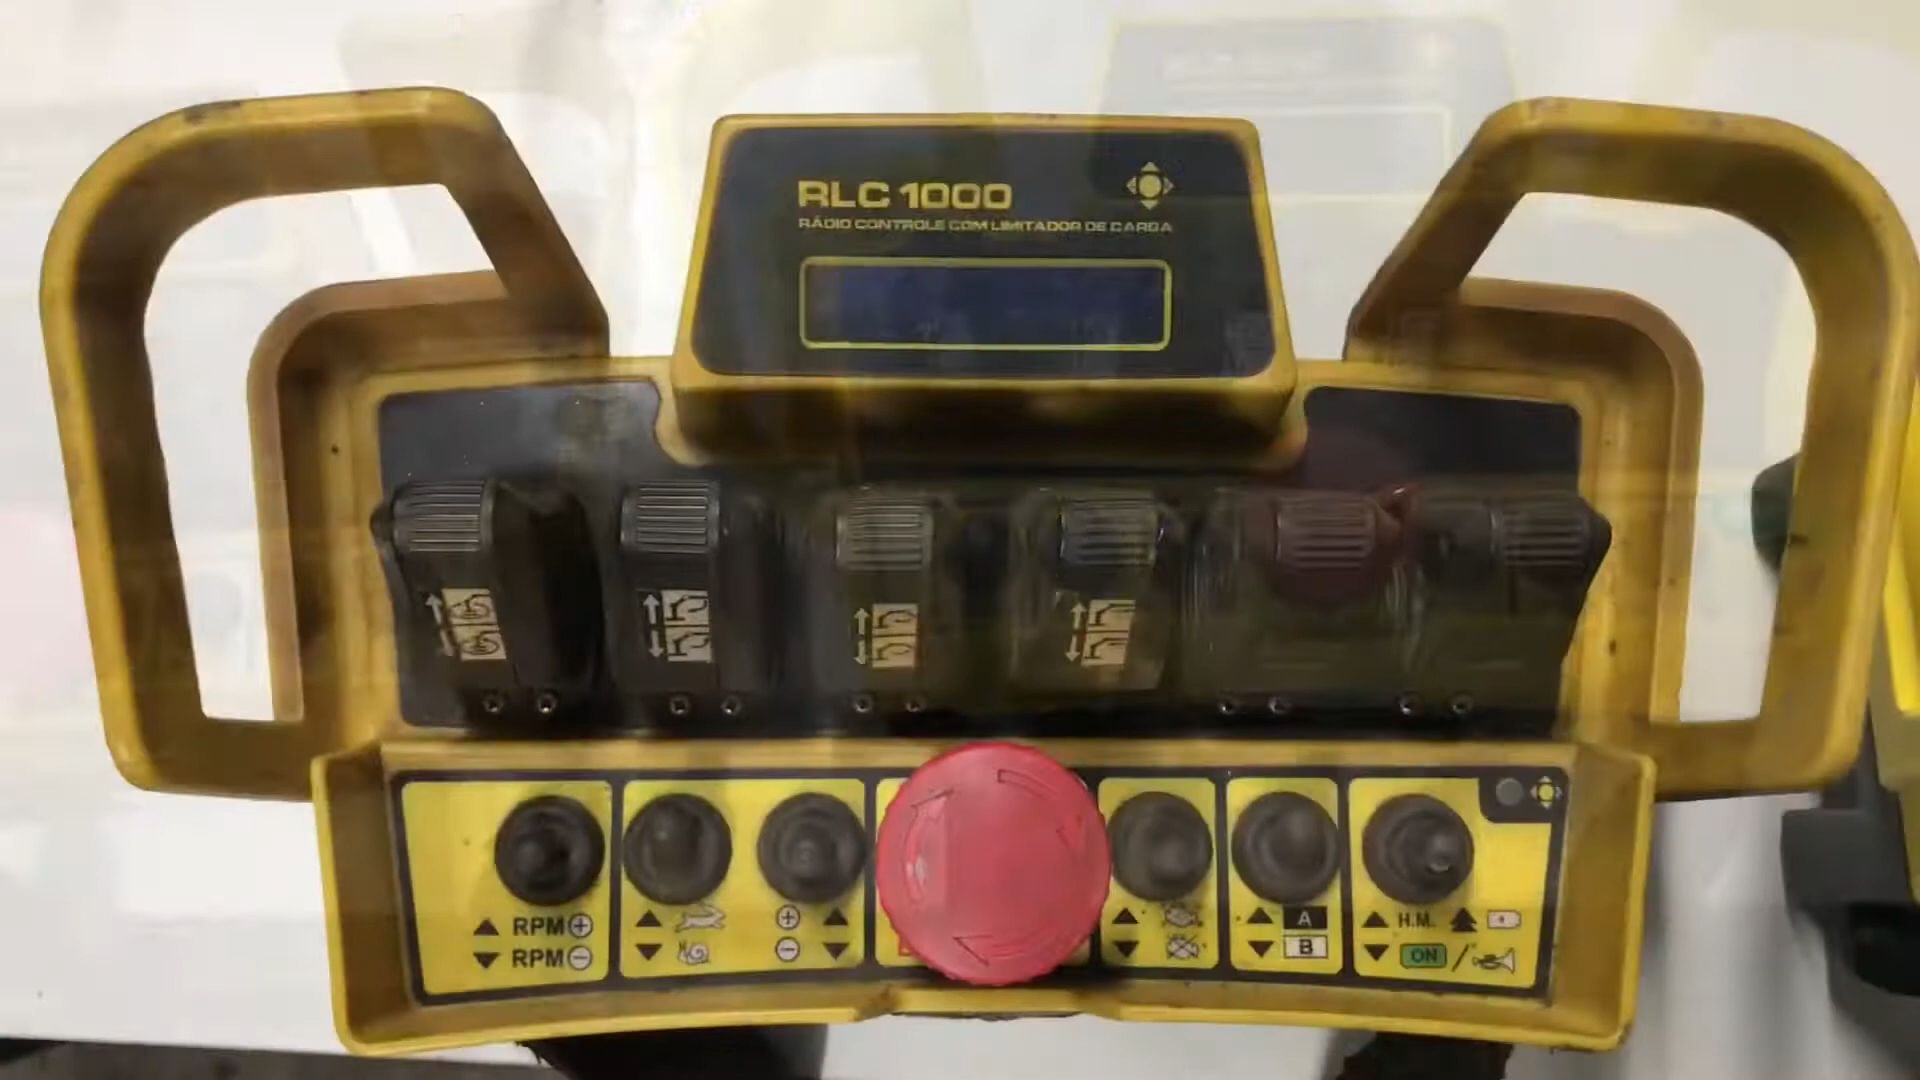 RLC 1000
RÁDIO CONTROLE COM LIMITADOR DE CARGA
RPM+
RPM−
+
−
A
B
H.M.
ON /